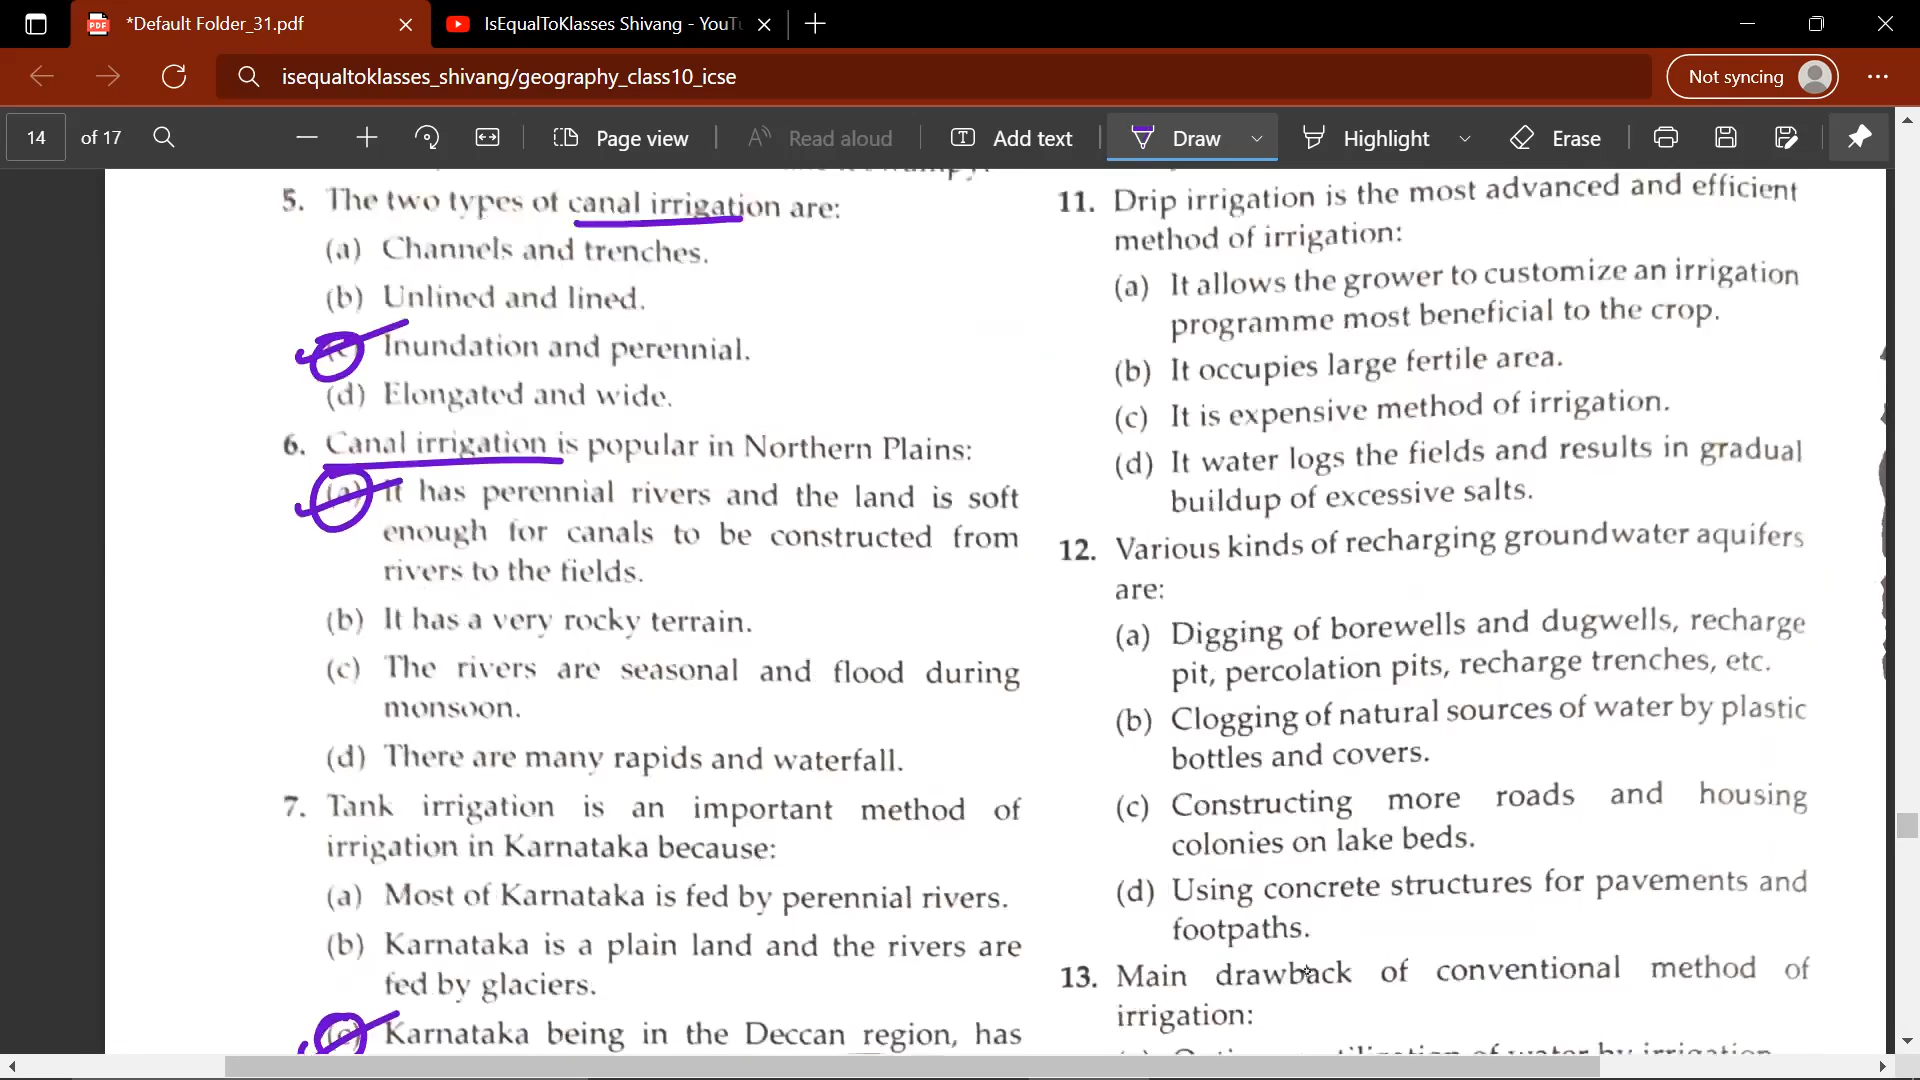 *Default Folder_31.pdf
IsEqualToKlasses Shivang - YouTu
isequaltoklasses_shivang/geography_class10_icse
Not syncing
14 of 17
Page view
Read aloud
Add text
Draw
Highlight
Erase
5. The two types of canal irrigation are:
(a) Channels and trenches.
(b) Unlined and lined.
(c) Inundation and perennial.
(d) Elongated and wide.
6. Canal irrigation is popular in Northern Plains:
(a) It has perennial rivers and the land is soft
enough for canals to be constructed from
rivers to the fields.
(b) It has a very rocky terrain.
(c) The rivers are seasonal and flood during
monsoon.
(d) There are many rapids and waterfall.
7. Tank irrigation is an important method of
irrigation in Karnataka because:
(a) Most of Karnataka is fed by perennial rivers.
(b) Karnataka is a plain land and the rivers are
fed by glaciers.
(c) Karnataka being in the Deccan region, has
11. Drip irrigation is the most advanced and efficient
method of irrigation:
(a) It allows the grower to customize an irrigation
programme most beneficial to the crop.
(b) It occupies large fertile area.
(c) It is expensive method of irrigation.
(d) It water logs the fields and results in gradual
buildup of excessive salts.
12. Various kinds of recharging groundwater aquifers
are:
(a) Digging of borewells and dugwells, recharge
pit, percolation pits, recharge trenches, etc.
(b) Clogging of natural sources of water by plastic
bottles and covers.
(c) Constructing more roads and housing
colonies on lake beds.
(d) Using concrete structures for pavements and
footpaths.
13. Main drawback of conventional method of
irrigation:
of water by irrigation